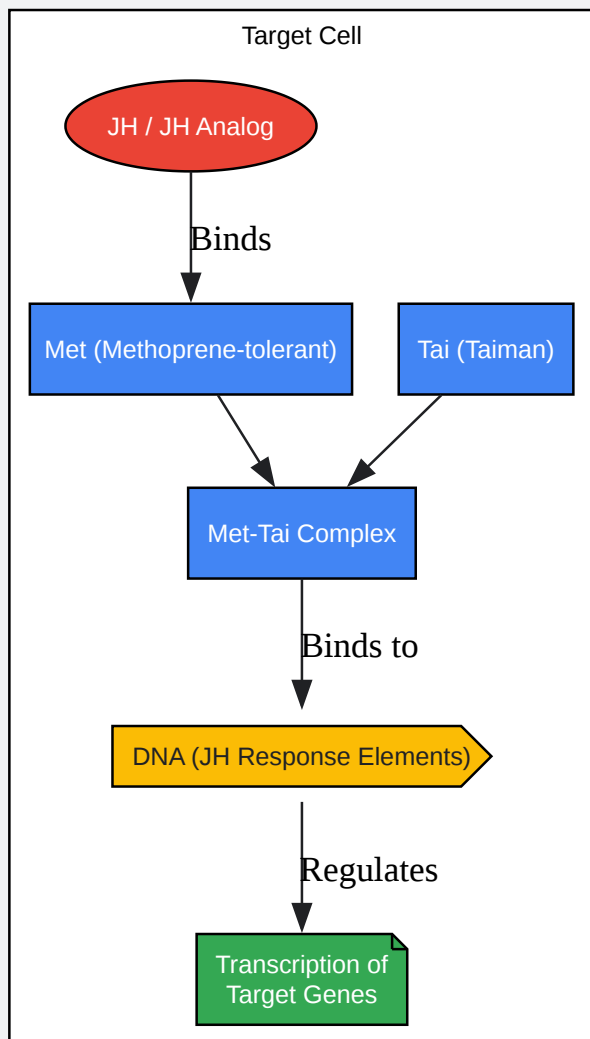 Target Cell
JH / JH Analog
Binds
Met (Methoprene-tolerant)
Tai (Taiman)
Met-Tai Complex
Binds to
DNA (JH Response Elements)
Regulates
Transcription of
Target Genes